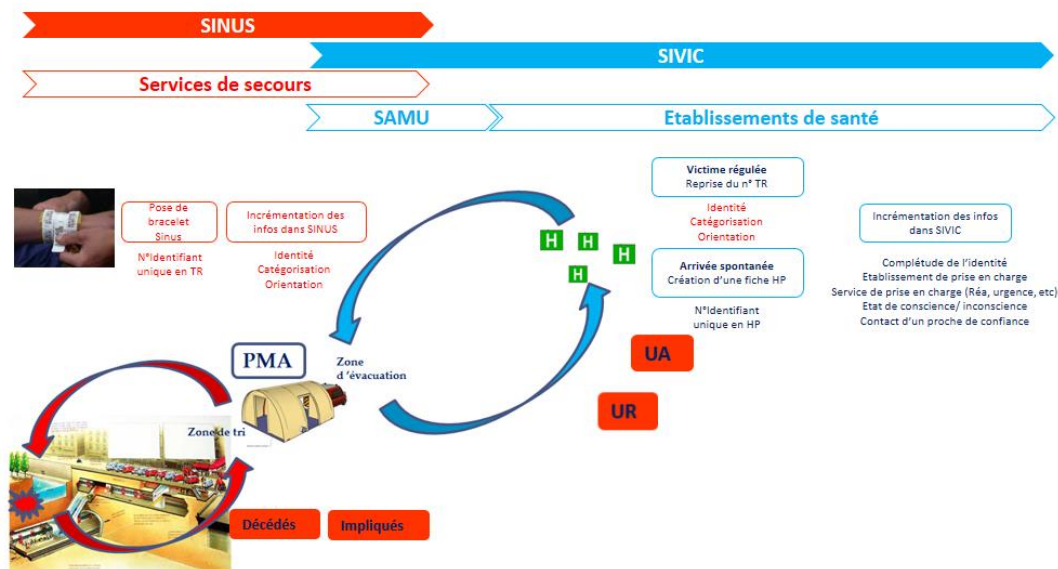 SINUS
SIVIC
Services de secours
SAMU
Etablissements de santé
Pose de
bracelet
Sinus
N°Identifiant
unique en TR
Incrémentation des
infos dans SINUS
Identité
Catégorisation
Orientation
H
H
H
H
Victime régulée
Reprise du n° TR
Identité
Catégorisation
Orientation
Arrivée spontanée
Création d'une fiche HP
N°Identifiant
unique en HP
Incrémentation des infos
dans SIVIC
Complétude de l'identité
Etablissement de prise en charge
Service de prise en charge (Réa, urgence, etc)
Etat de conscience/ inconscience
Contact d'un proche de confiance
PMA
Zone
d 'évacuation
UA
UR
Zone de tri
Décédés
Impliqués